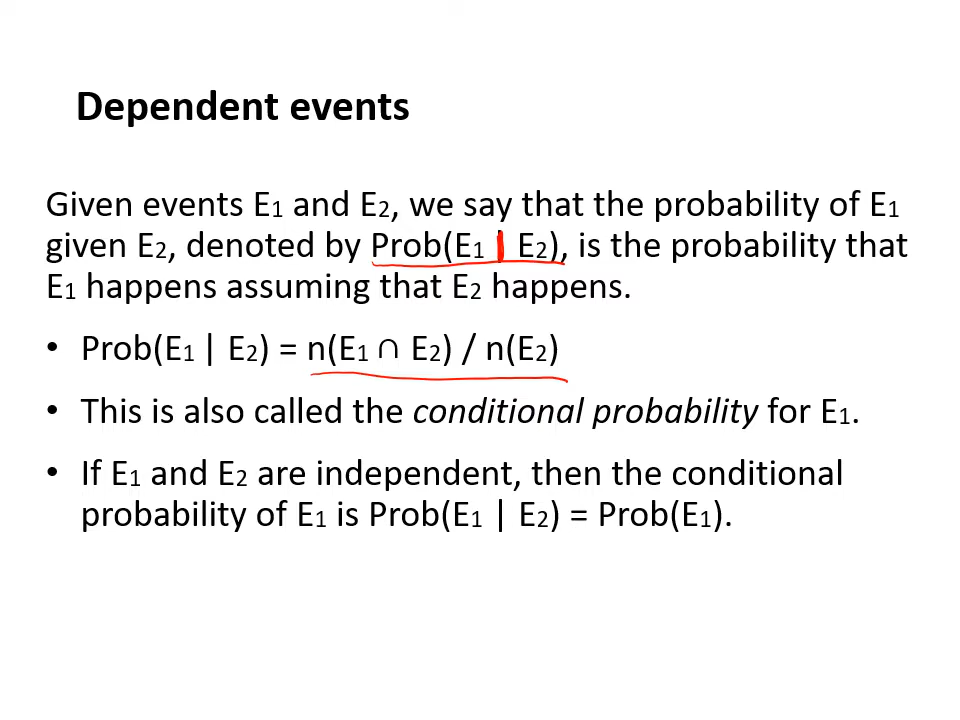 Dependent events
Given events E₁ and E₂, we say that the probability of E₁
given E₂, denoted by Prob(E₁ | E₂), is the probability that
E₁ happens assuming that E₂ happens.
• Prob(E₁ | E₂) = n(E₁ ∩ E₂) / n(E₂)
• This is also called the conditional probability for E₁.
• If E₁ and E₂ are independent, then the conditional
probability of E₁ is Prob(E₁ | E₂) = Prob(E₁).